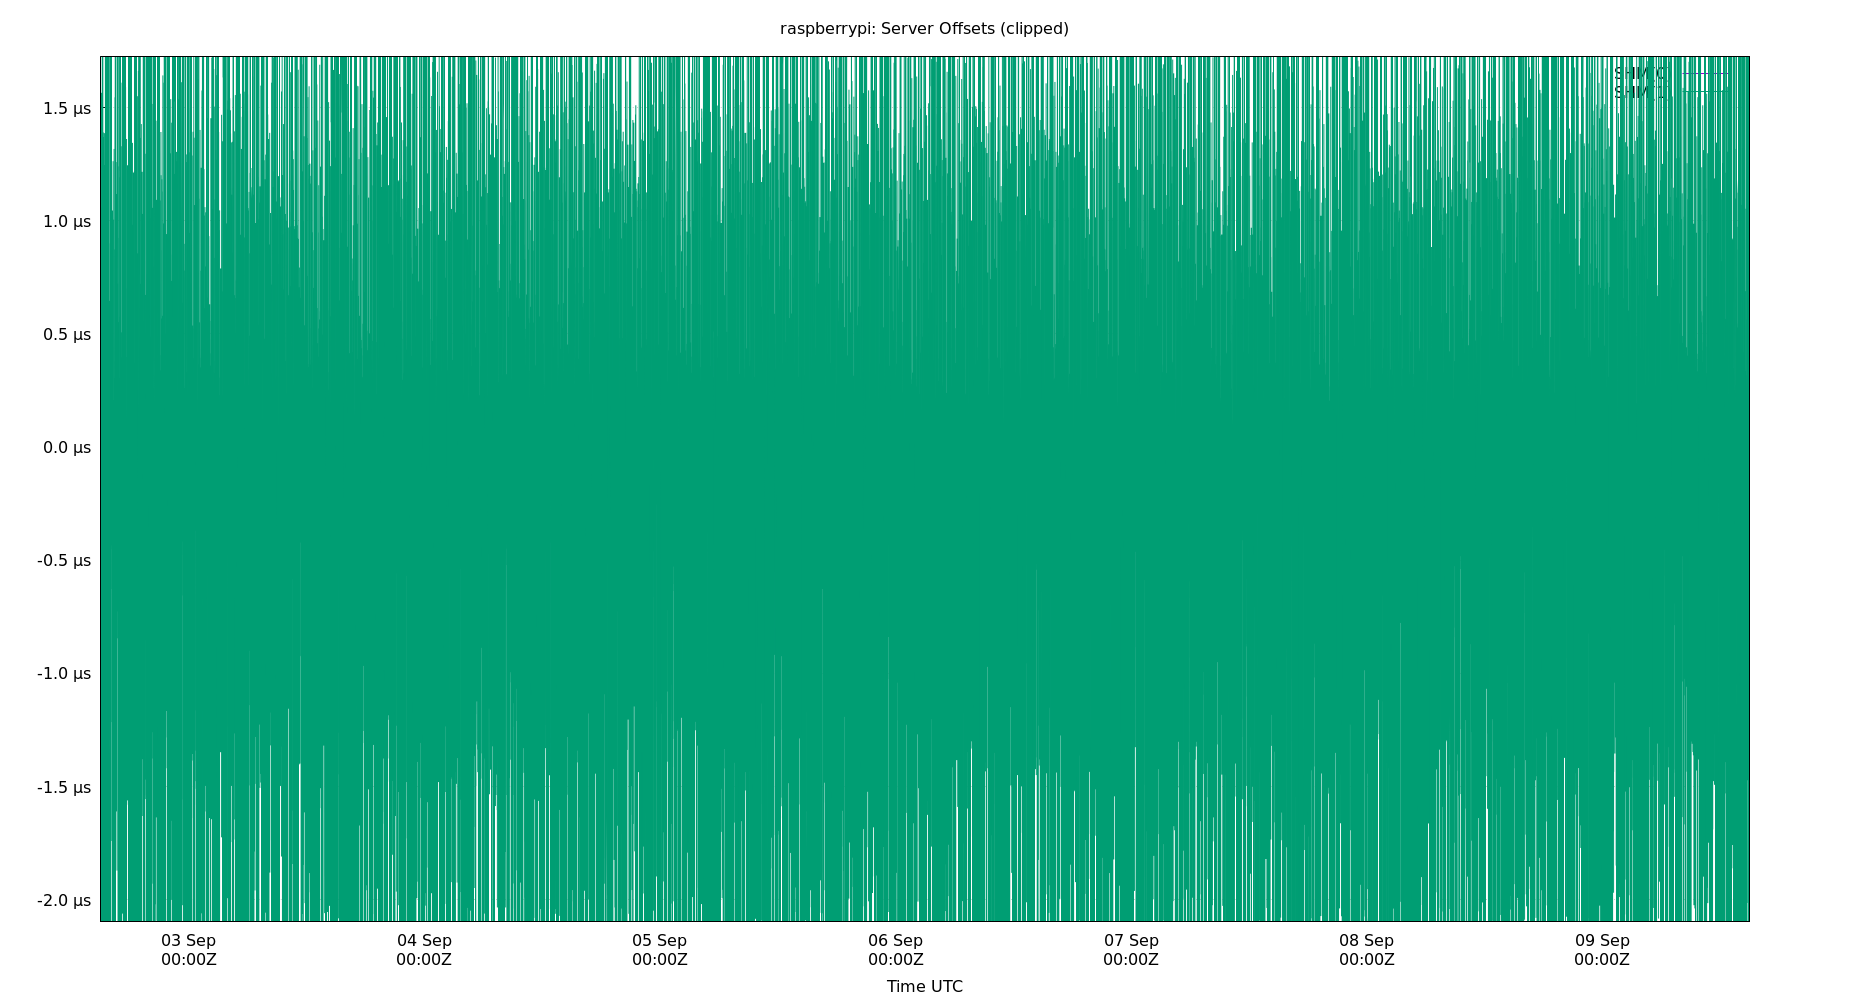 raspberrypi: Server Offsets (clipped)
1.5 µs
1.0 µs
0.5 µs
0.0 µs
-0.5 µs
-1.0 µs
-1.5 µs
-2.0 µs
03 Sep
00:00Z
04 Sep
00:00Z
05 Sep
00:00Z
06 Sep
00:00Z
07 Sep
00:00Z
08 Sep
00:00Z
09 Sep
00:00Z
Time UTC